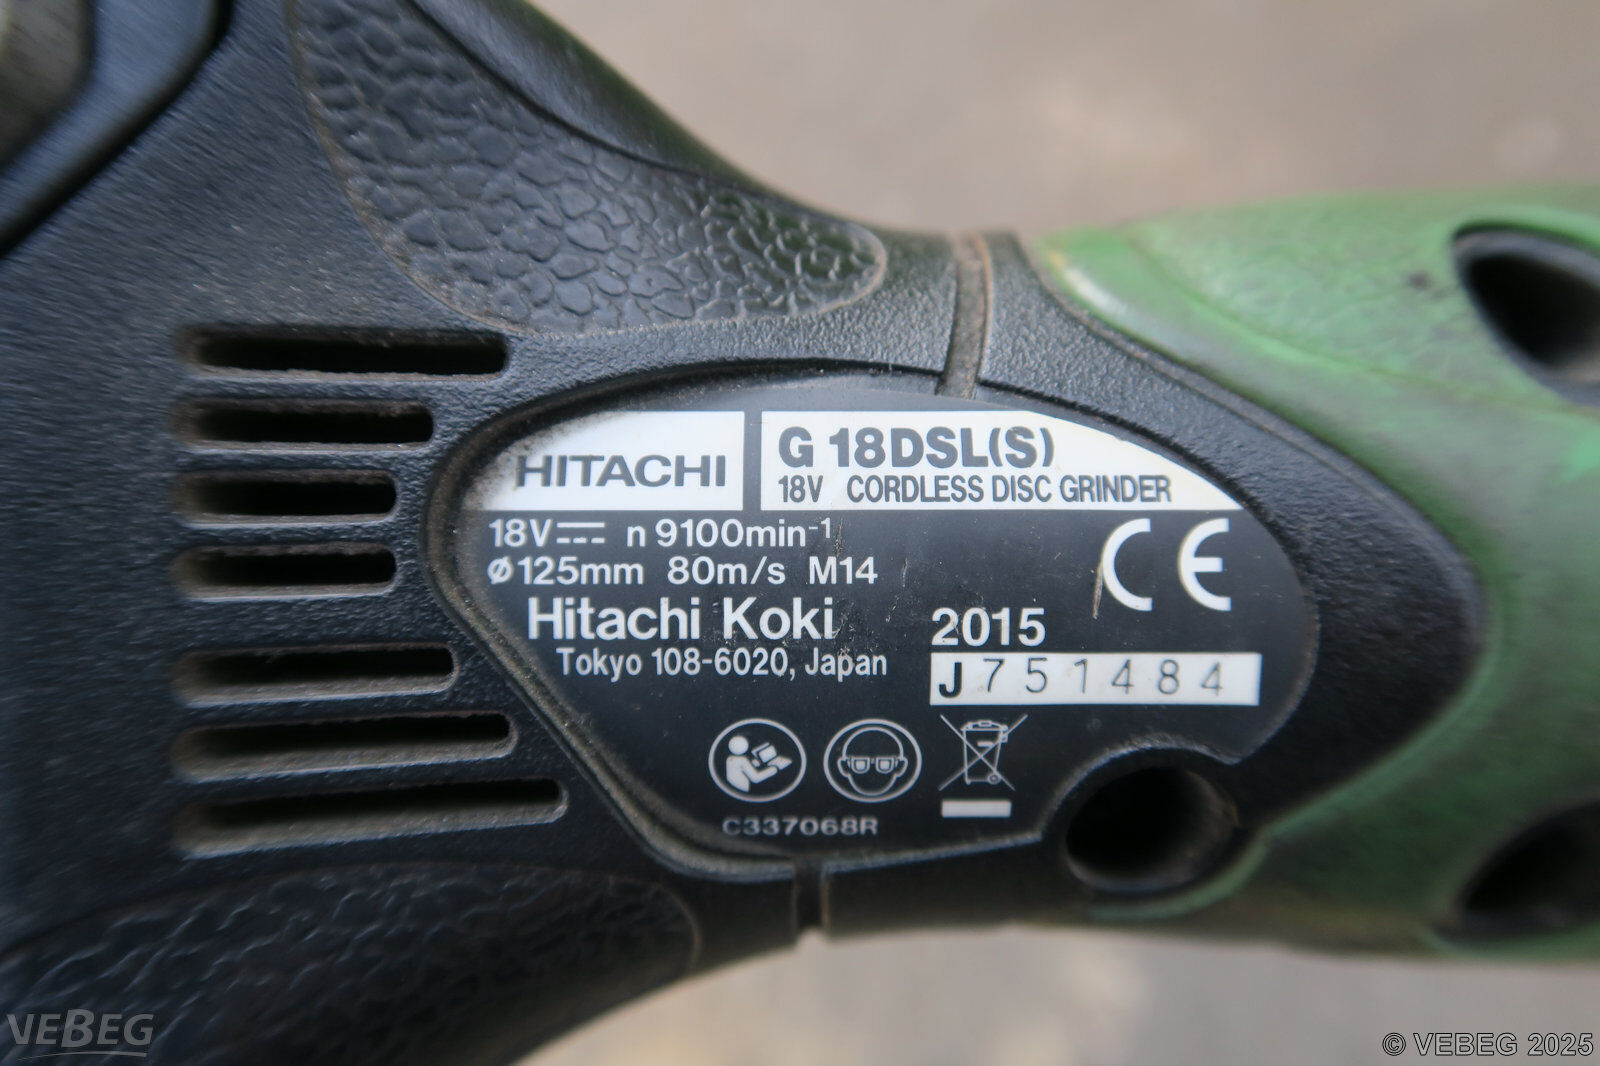 HITACHI
G 18DSL(S)
18V CORDLESS DISC GRINDER
18V⎓ n 9100min⁻¹
ø125mm 80m/s M14
CE
Hitachi Koki
Tokyo 108-6020, Japan
2015
J751484
C337068R
VEBEG
© VEBEG 2025